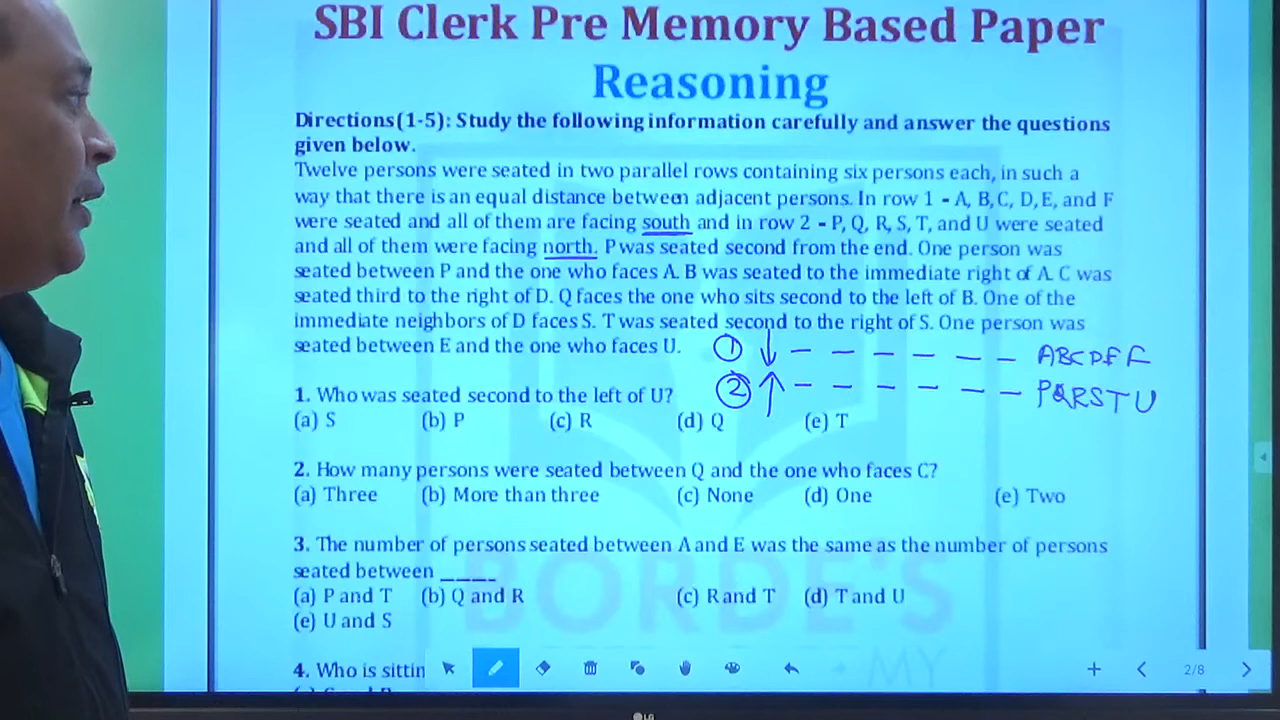 SBI Clerk Pre Memory Based Paper
Reasoning
Directions(1-5): Study the following information carefully and answer the questions
given below.
Twelve persons were seated in two parallel rows containing six persons each, in such a
way that there is an equal distance between adjacent persons. In row 1 - A, B, C, D, E, and F
were seated and all of them are facing south and in row 2 - P, Q, R, S, T, and U were seated
and all of them were facing north. P was seated second from the end. One person was
seated between P and the one who faces A. B was seated to the immediate right of A. C was
seated third to the right of D. Q faces the one who sits second to the left of B. One of the
immediate neighbors of D faces S. T was seated second to the right of S. One person was
seated between E and the one who faces U.
1 ABCDEF
2 PQRSTU
1. Who was seated second to the left of U?
(a) S (b) P (c) R (d) Q (e) T
2. How many persons were seated between Q and the one who faces C?
(a) Three (b) More than three (c) None (d) One (e) Two
3. The number of persons seated between A and E was the same as the number of persons
seated between ____
(a) P and T (b) Q and R (c) R and T (d) T and U
(e) U and S
4. Who is sittin
BORDE'S
MY
2/8
LG